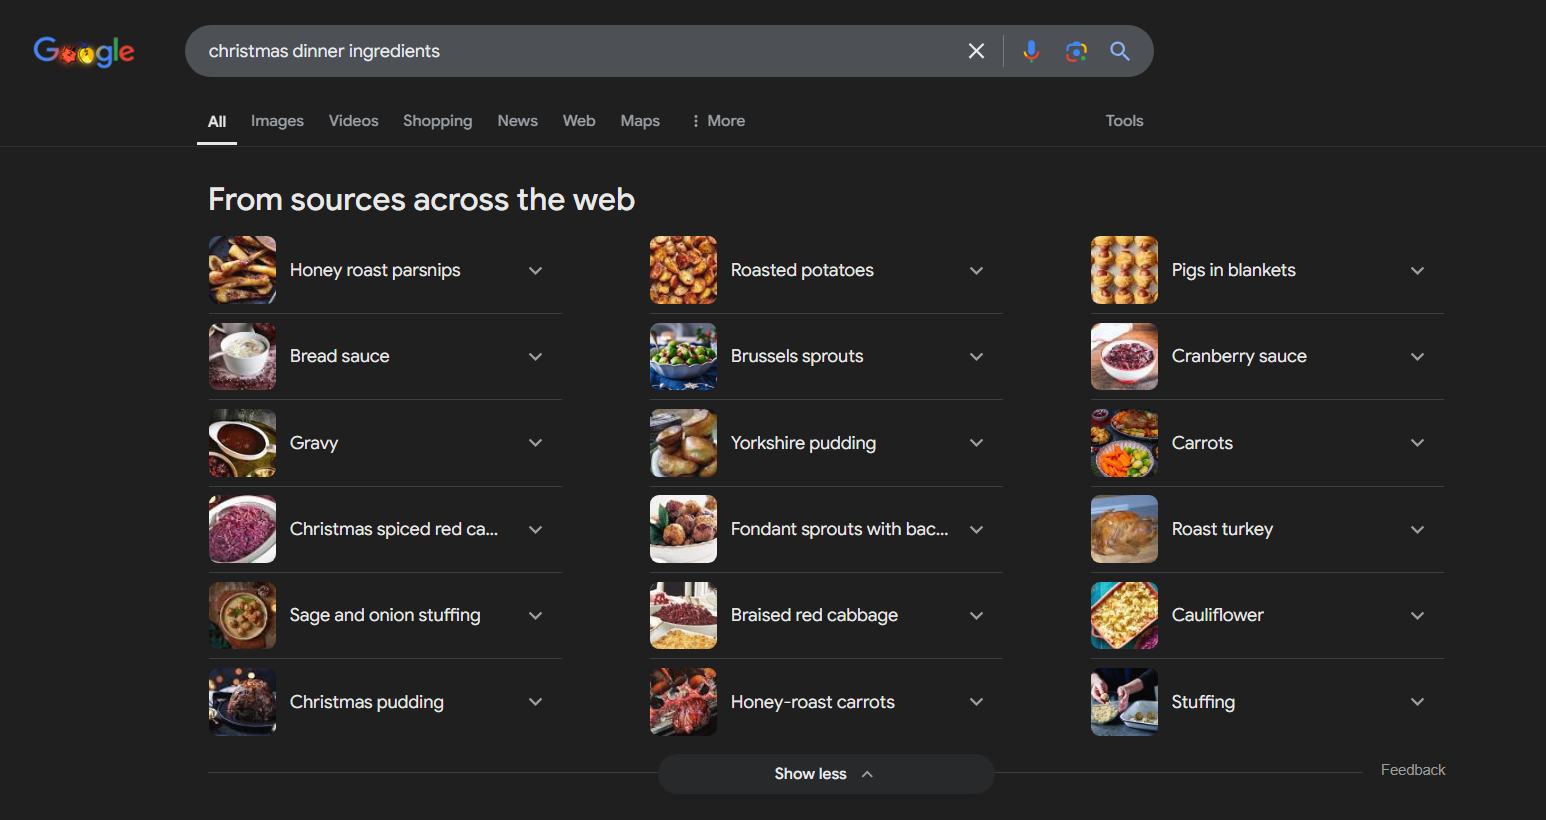 Google
christmas dinner ingredients
All Images Videos Shopping News Web Maps More Tools
From sources across the web
Honey roast parsnips Roasted potatoes Pigs in blankets
Bread sauce Brussels sprouts Cranberry sauce
Gravy Yorkshire pudding Carrots
Christmas spiced red ca... Fondant sprouts with bac... Roast turkey
Sage and onion stuffing Braised red cabbage Cauliflower
Christmas pudding Honey-roast carrots Stuffing
Show less Feedback